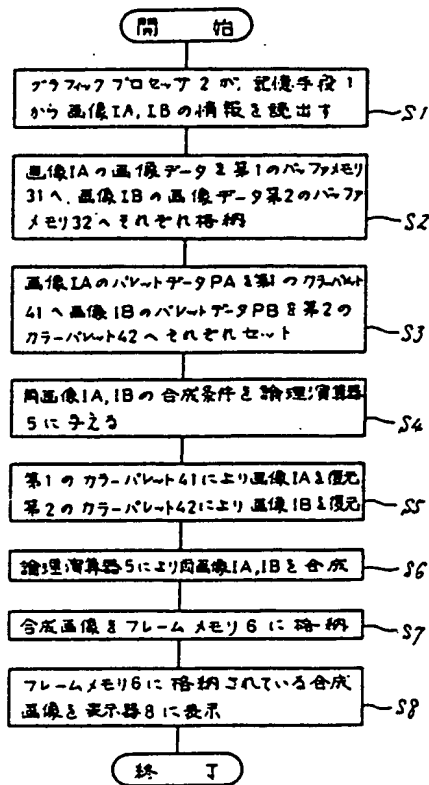 開始
グラフィックプロセッサ2が、記憶手段1
から画像IA,IBの情報を読出す
S1
画像IAの画像データを第1のバッファメモリ
31へ、画像IBの画像データ第2のバッファ
メモリ32へそれぞれ格納
S2
画像IAのパレットデータPAを第1のカラーパレット
41へ画像IBのパレットデータPBを第2の
カラーパレット42へそれぞれセット
S3
両画像IA,IBの合成条件を論理演算器
5に与える
S4
第1のカラーパレット41により画像IAを復元
第2のカラーパレット42により画像IBを復元
S5
論理演算器5により両画像IA,IBを合成
S6
合成画像をフレームメモリ6に格納
S7
フレームメモリ6に格納されている合成
画像を表示器8に表示
S8
終了